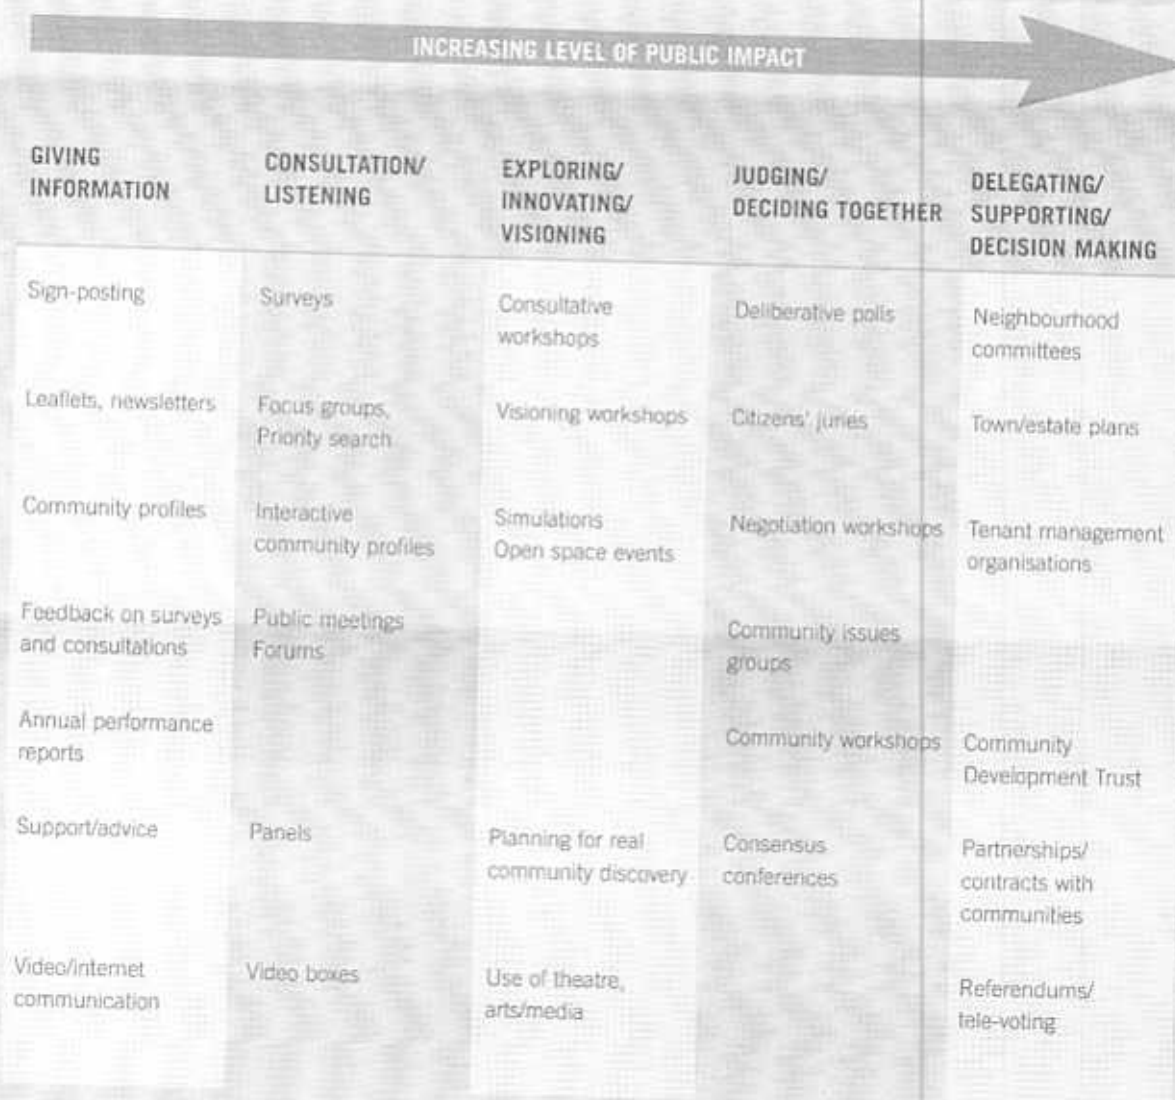 INCREASING LEVEL OF PUBLIC IMPACT
GIVING
INFORMATION
CONSULTATION/
LISTENING
EXPLORING/
INNOVATING/
VISIONING
JUDGING/
DECIDING TOGETHER
DELEGATING/
SUPPORTING/
DECISION MAKING
Sign-posting
Surveys
Consultative
workshops
Deliberative polls
Neighbourhood
committees
Leaflets, newsletters
Focus groups,
Priority search
Visioning workshops
Citizens' juries
Town/estate plans
Community profiles
Interactive
community profiles
Simulations
Open space events
Negotiation workshops
Tenant management
organisations
Feedback on surveys
and consultations
Public meetings
Forums
Community issues
groups
Annual performance
reports
Community workshops
Community
Development Trust
Support/advice
Panels
Planning for real
community discovery
Consensus
conferences
Partnerships/
contracts with
communities
Video/internet
communication
Video boxes
Use of theatre,
arts/media
Referendums/
tele-voting